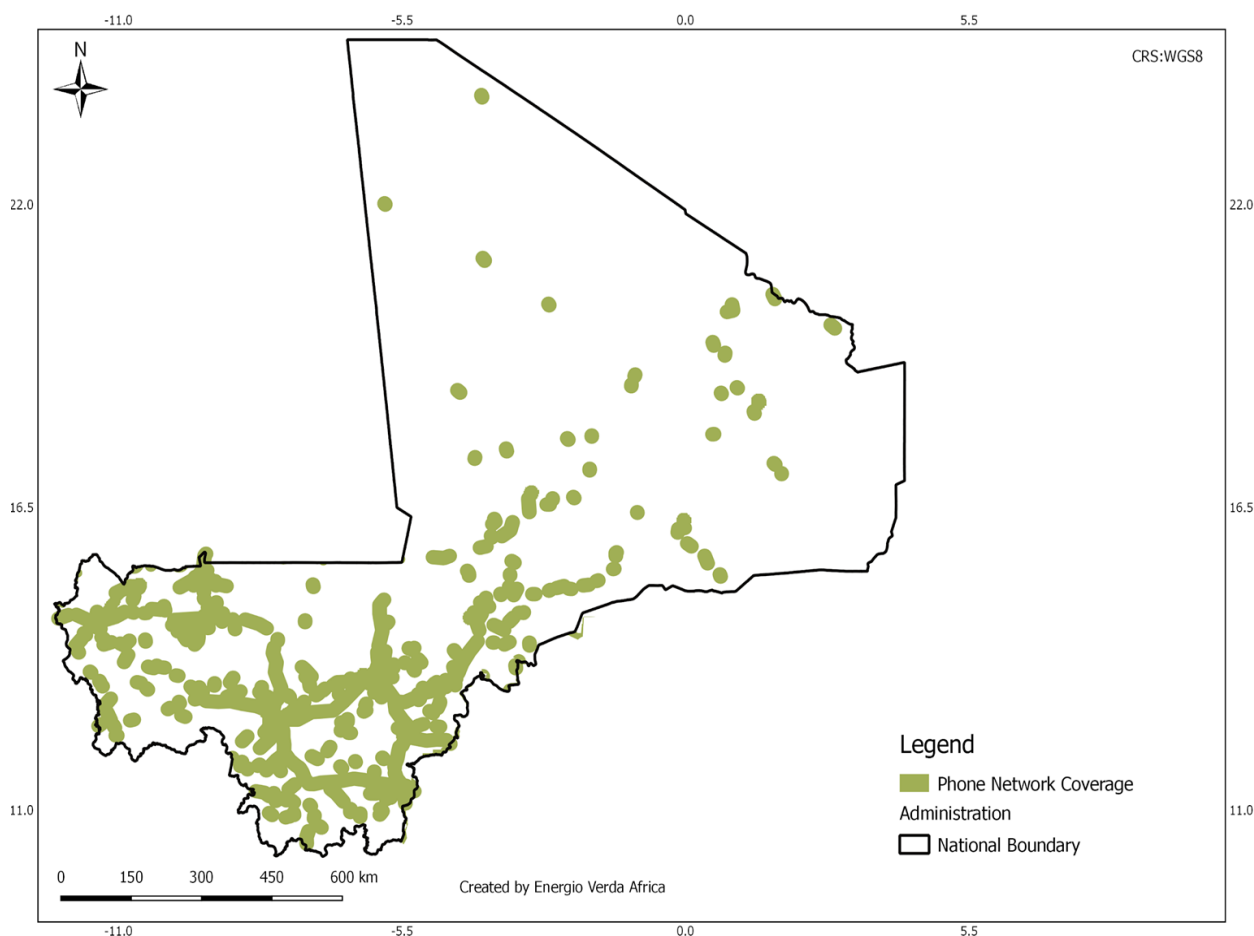 -11.0 -5.5 0.0 5.5
N
CRS:WGS8
22.0 22.0
16.5 16.5
Legend
Phone Network Coverage
Administration
11.0 11.0
National Boundary
0 150 300 450 600 km
Created by Energio Verda Africa
-11.0 -5.5 0.0 5.5